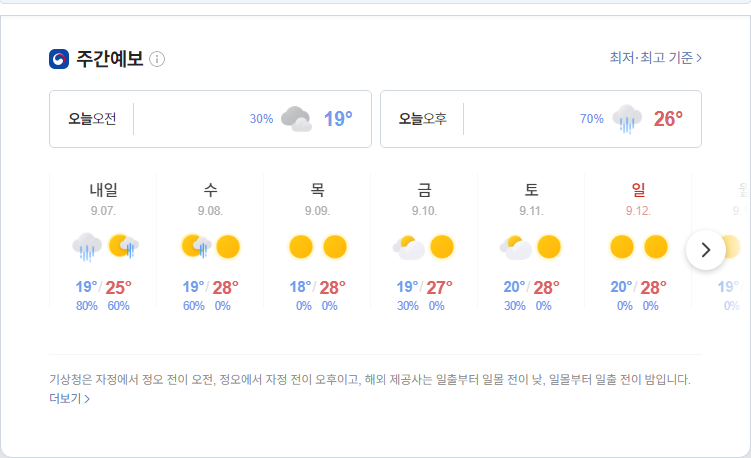 주간예보
최저·최고 기준
오늘오전 30% 19°
오늘오후 70% 26°
내일 수 목 금 토 일 월
9.07. 9.08. 9.09. 9.10. 9.11. 9.12. 9.
19°/25° 19°/28° 18°/28° 19°/27° 20°/28° 20°/28° 19°
80% 60% 60% 0% 0% 0% 30% 0% 30% 0% 0% 0% 0%
기상청은 자정에서 정오 전이 오전, 정오에서 자정 전이 오후이고, 해외 제공사는 일출부터 일몰 전이 낮, 일몰부터 일출 전이 밤입니다.
더보기